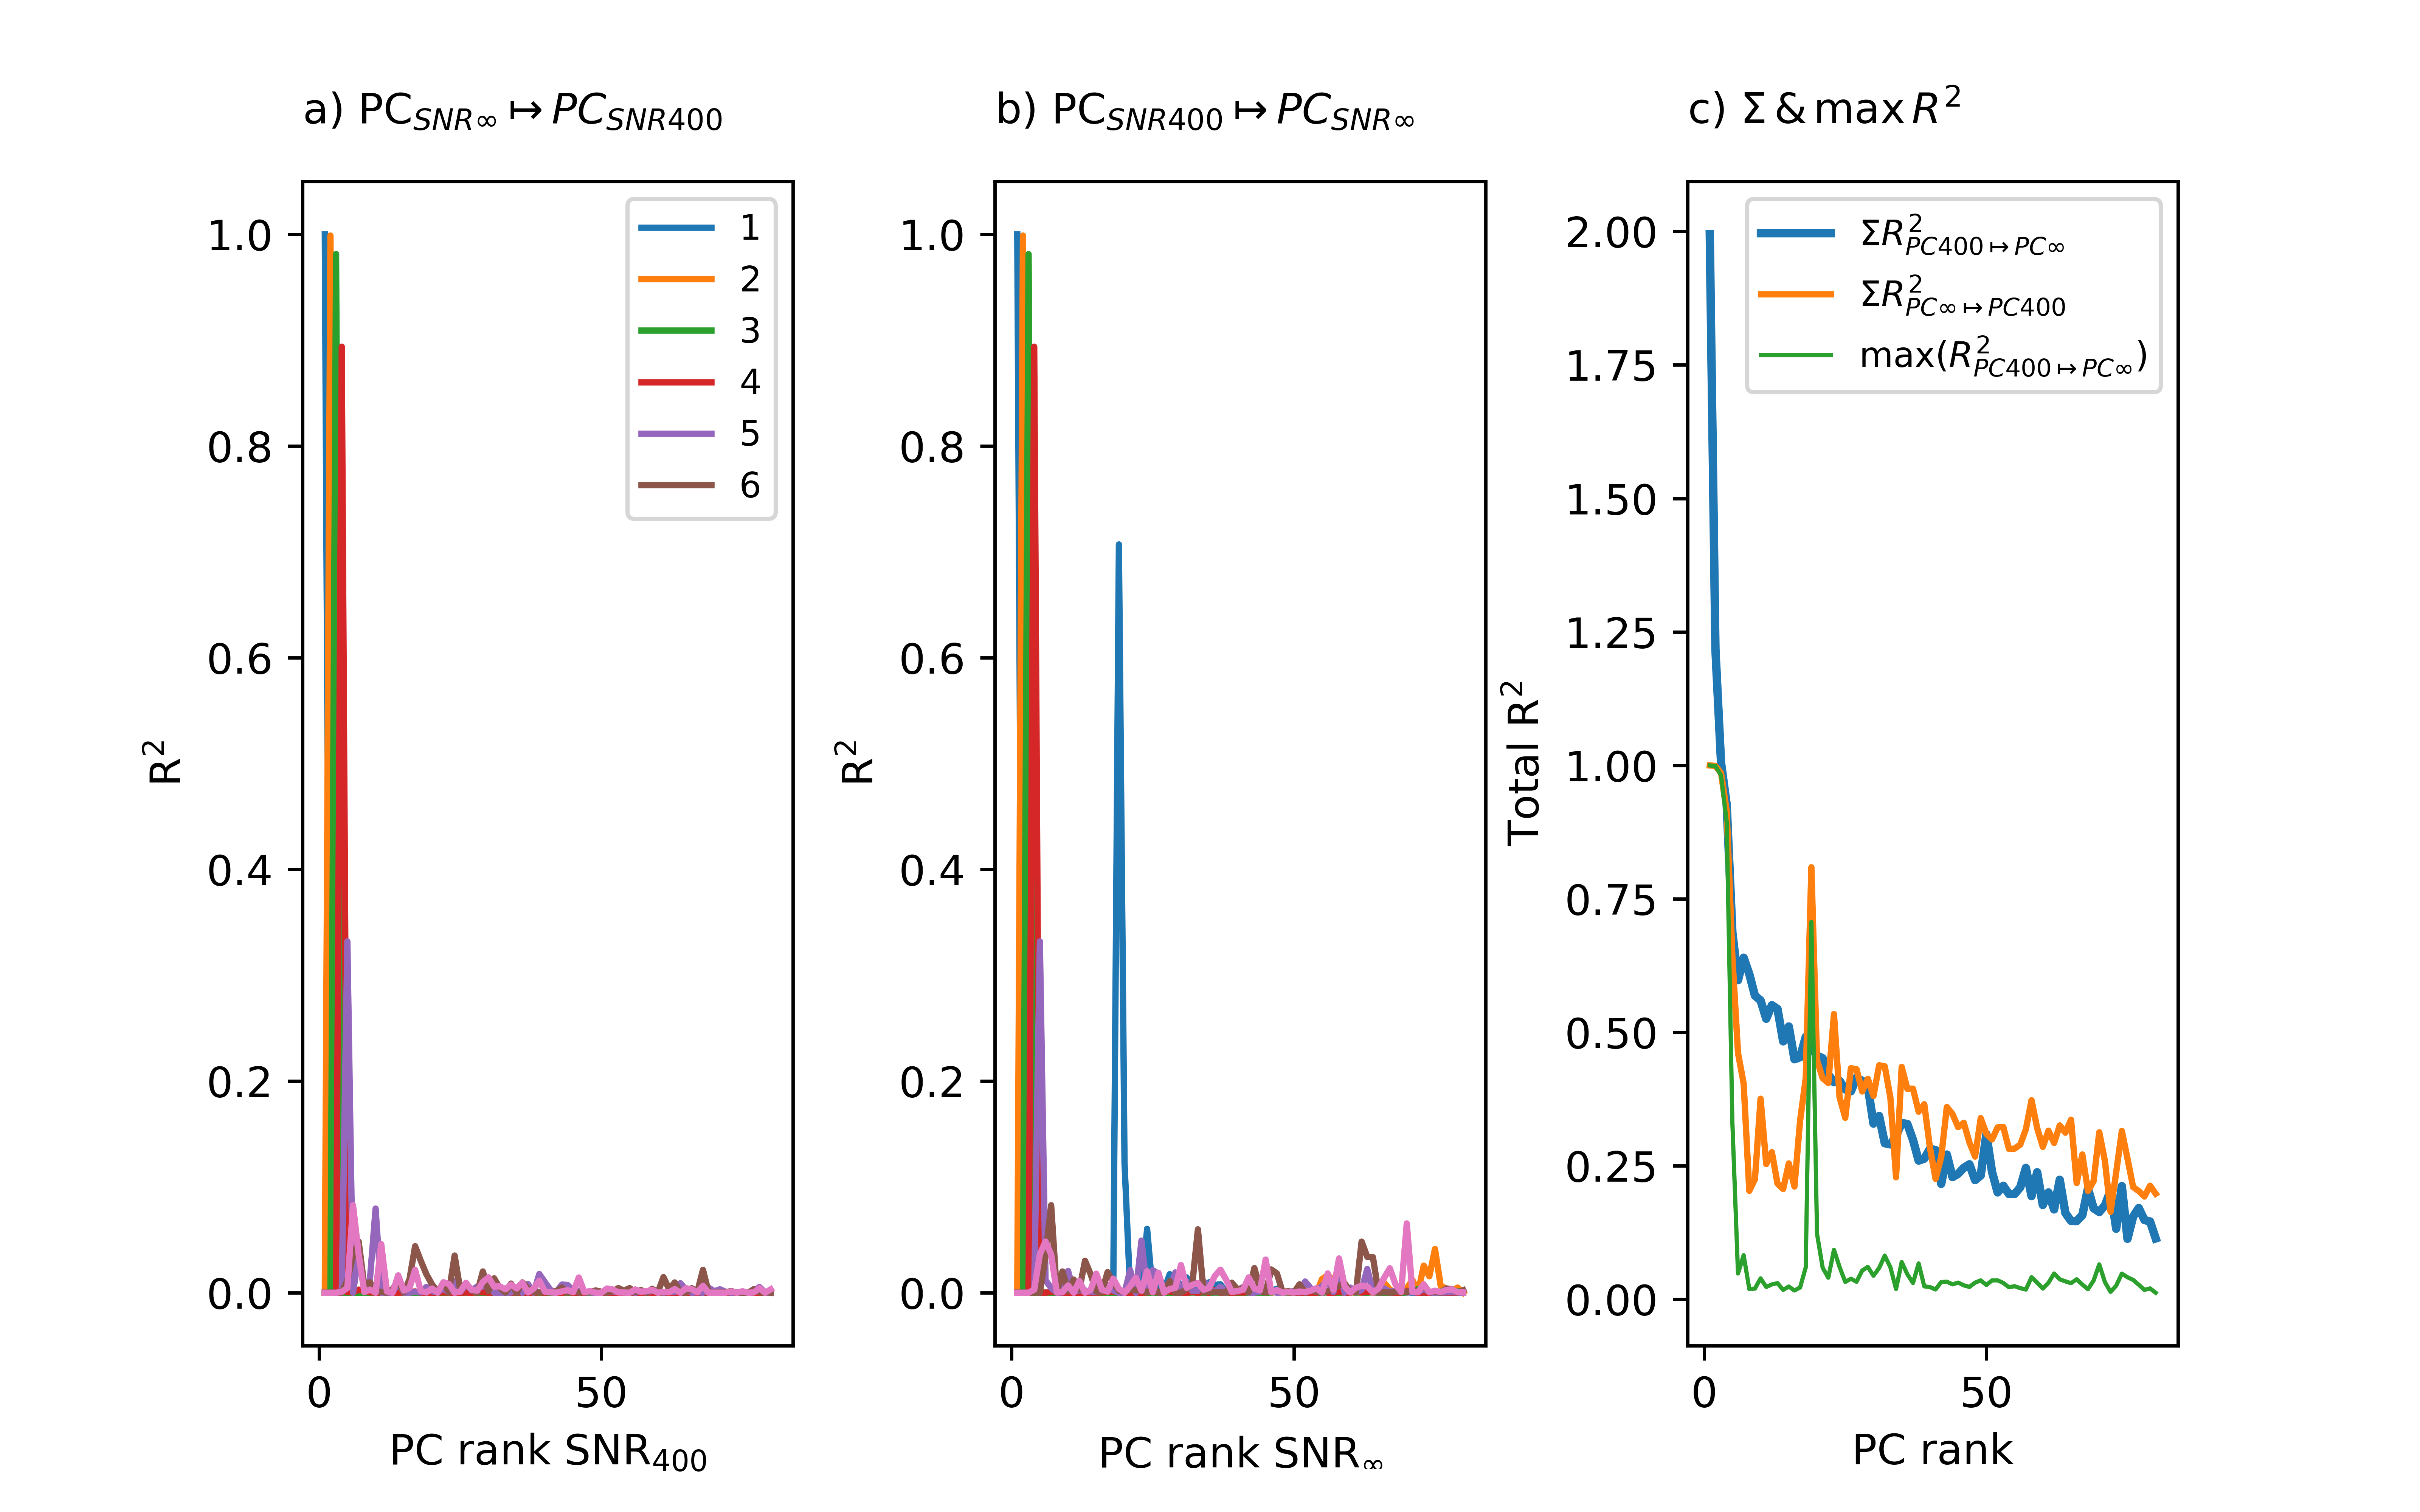 a) PC_SNR∞ ↦ PC_SNR400
R²
1.0
0.8
0.6
0.4
0.2
0.0
1
2
3
4
5
6
0
50
PC rank SNR₄₀₀
b) PC_SNR400 ↦ PC_SNR∞
R²
1.0
0.8
0.6
0.4
0.2
0.0
0
50
PC rank SNR_∞
c) Σ & max R²
Total R²
2.00
1.75
1.50
1.25
1.00
0.75
0.50
0.25
0.00
ΣR²_PC400↦PC∞
ΣR²_PC∞↦PC400
max(R²_PC400↦PC∞)
0
50
PC rank